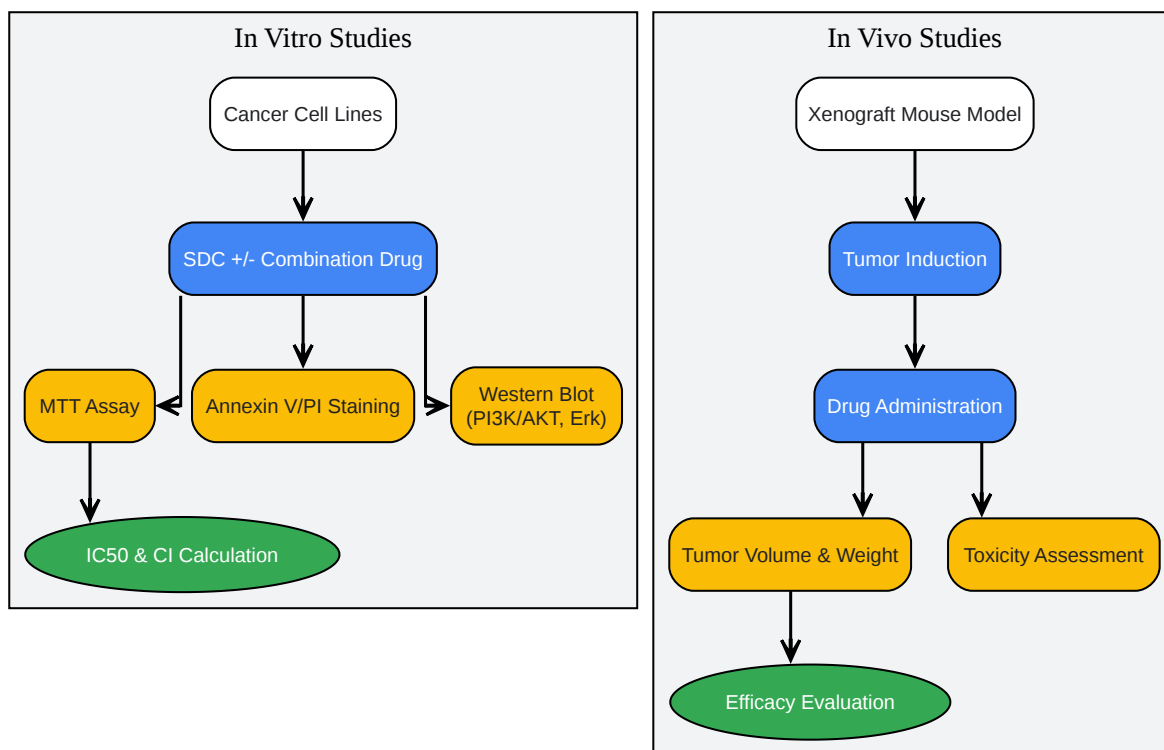 In Vitro Studies
Cancer Cell Lines
SDC +/- Combination Drug
MTT Assay
Annexin V/PI Staining
Western Blot
(PI3K/AKT, Erk)
IC50 & CI Calculation
In Vivo Studies
Xenograft Mouse Model
Tumor Induction
Drug Administration
Tumor Volume & Weight
Toxicity Assessment
Efficacy Evaluation